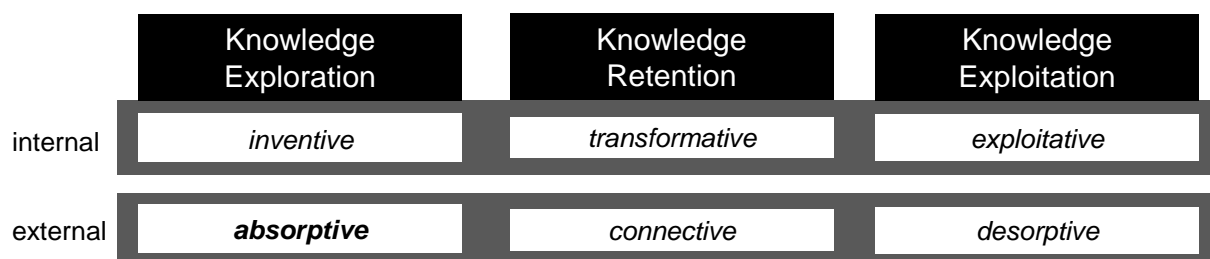 Knowledge
Exploration
Knowledge
Retention
Knowledge
Exploitation
internal
inventive
transformative
exploitative
external
absorptive
connective
desorptive